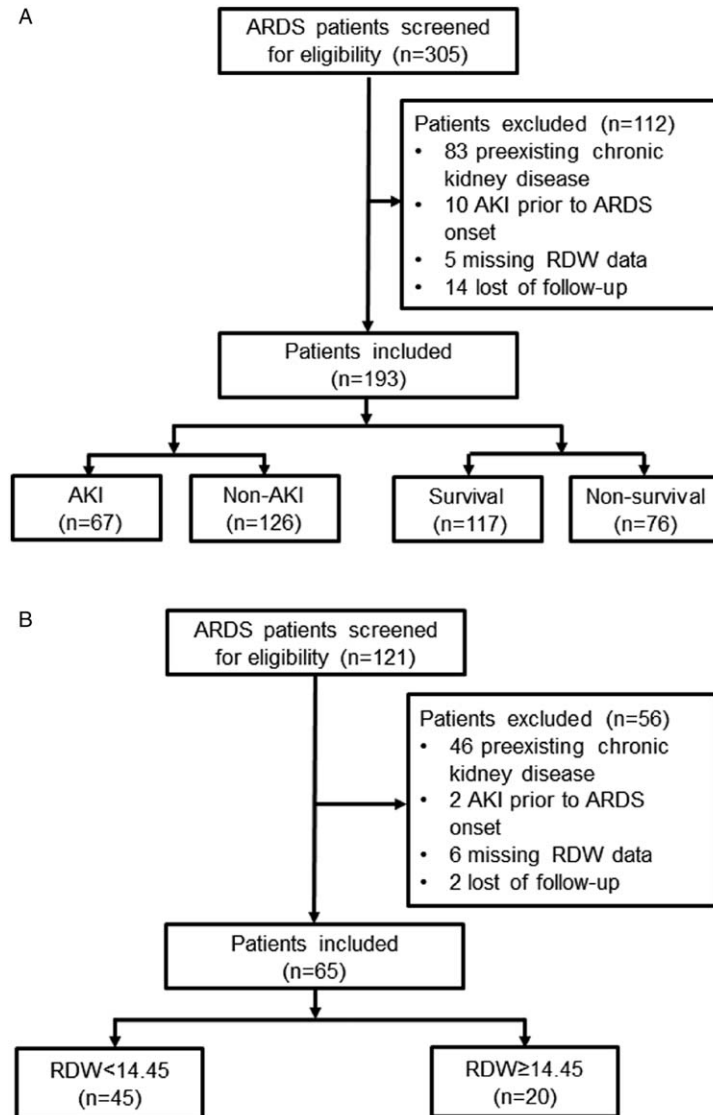 A
ARDS patients screened
for eligibility (n=305)
Patients excluded (n=112)
• 83 preexisting chronic
kidney disease
• 10 AKI prior to ARDS
onset
• 5 missing RDW data
• 14 lost of follow-up
Patients included
(n=193)
AKI
(n=67)
Non-AKI
(n=126)
Survival
(n=117)
Non-survival
(n=76)
B
ARDS patients screened
for eligibility (n=121)
Patients excluded (n=56)
• 46 preexisting chronic
kidney disease
• 2 AKI prior to ARDS
onset
• 6 missing RDW data
• 2 lost of follow-up
Patients included
(n=65)
RDW<14.45
(n=45)
RDW≥14.45
(n=20)